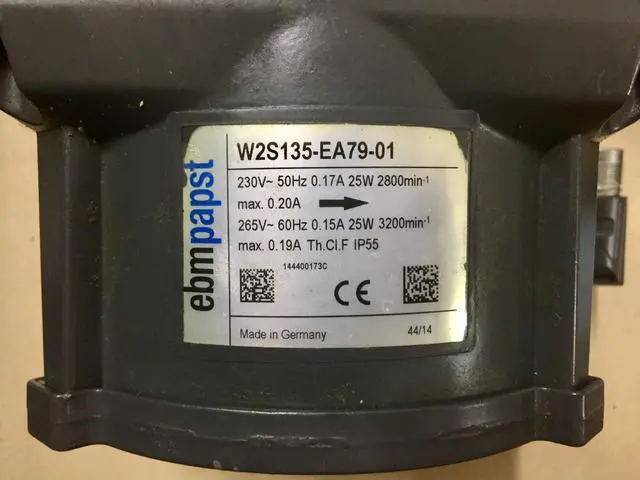 ebmpapst
W2S135-EA79-01
230V~ 50Hz 0.17A 25W 2800min-¹
max. 0.20A
265V~ 60Hz 0.15A 25W 3200min-¹
max. 0.19A Th.Cl.F IP55
144400173C
CE
Made in Germany 44/14